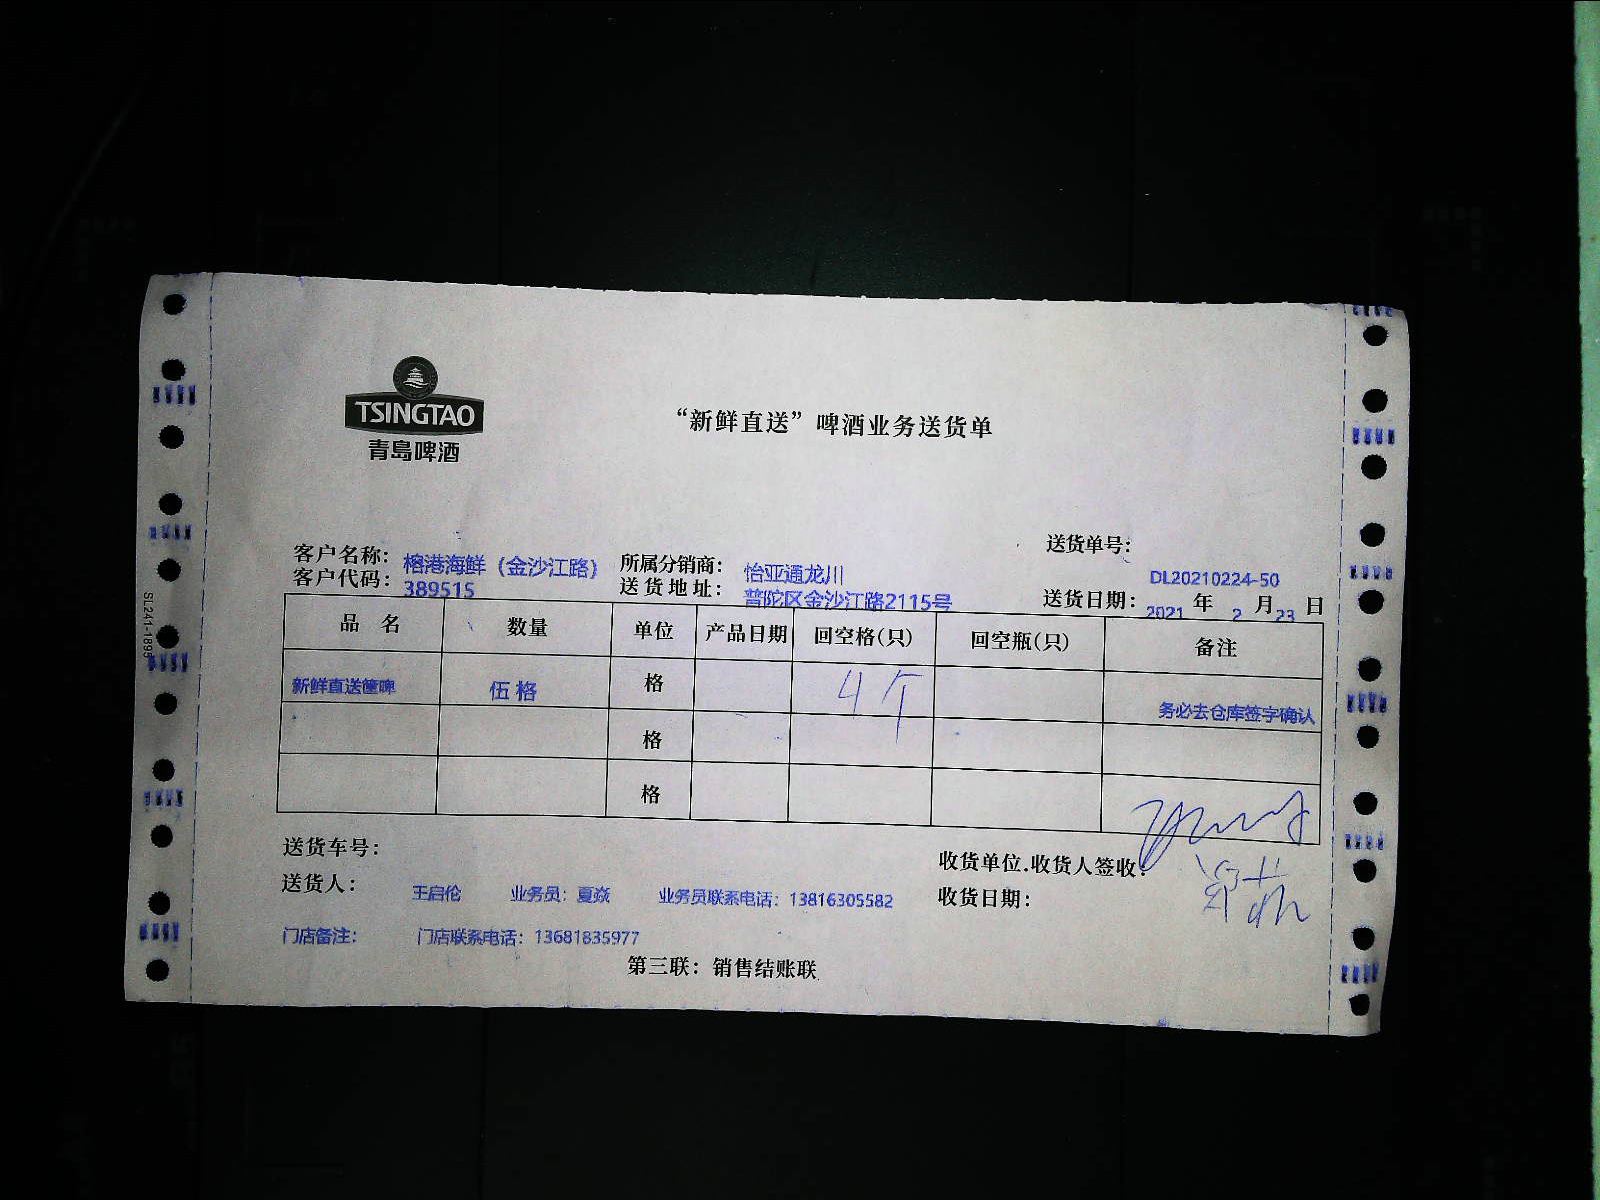 TSINGTAO
青岛啤酒
“新鲜直送”啤酒业务送货单
送货单号：
DL20210224-50
客户名称：榕港海鲜（金沙江路） 所属分销商：怡亚通龙川
客户代码：389515 送货地址：普陀区金沙江路2115号 送货日期：2021 年 2 月 23 日
品名 数量 单位 产品日期 回空格(只) 回空瓶(只) 备注
新鲜直送筐啤 伍格 格 4个 务必去仓库签字确认
格
格
送货车号：
收货单位.收货人签收：
送货人：王启伦 业务员：夏焱 业务员联系电话：13816305582 收货日期：
门店备注： 门店联系电话：13681835977
第三联：销售结账联
SL241-1895